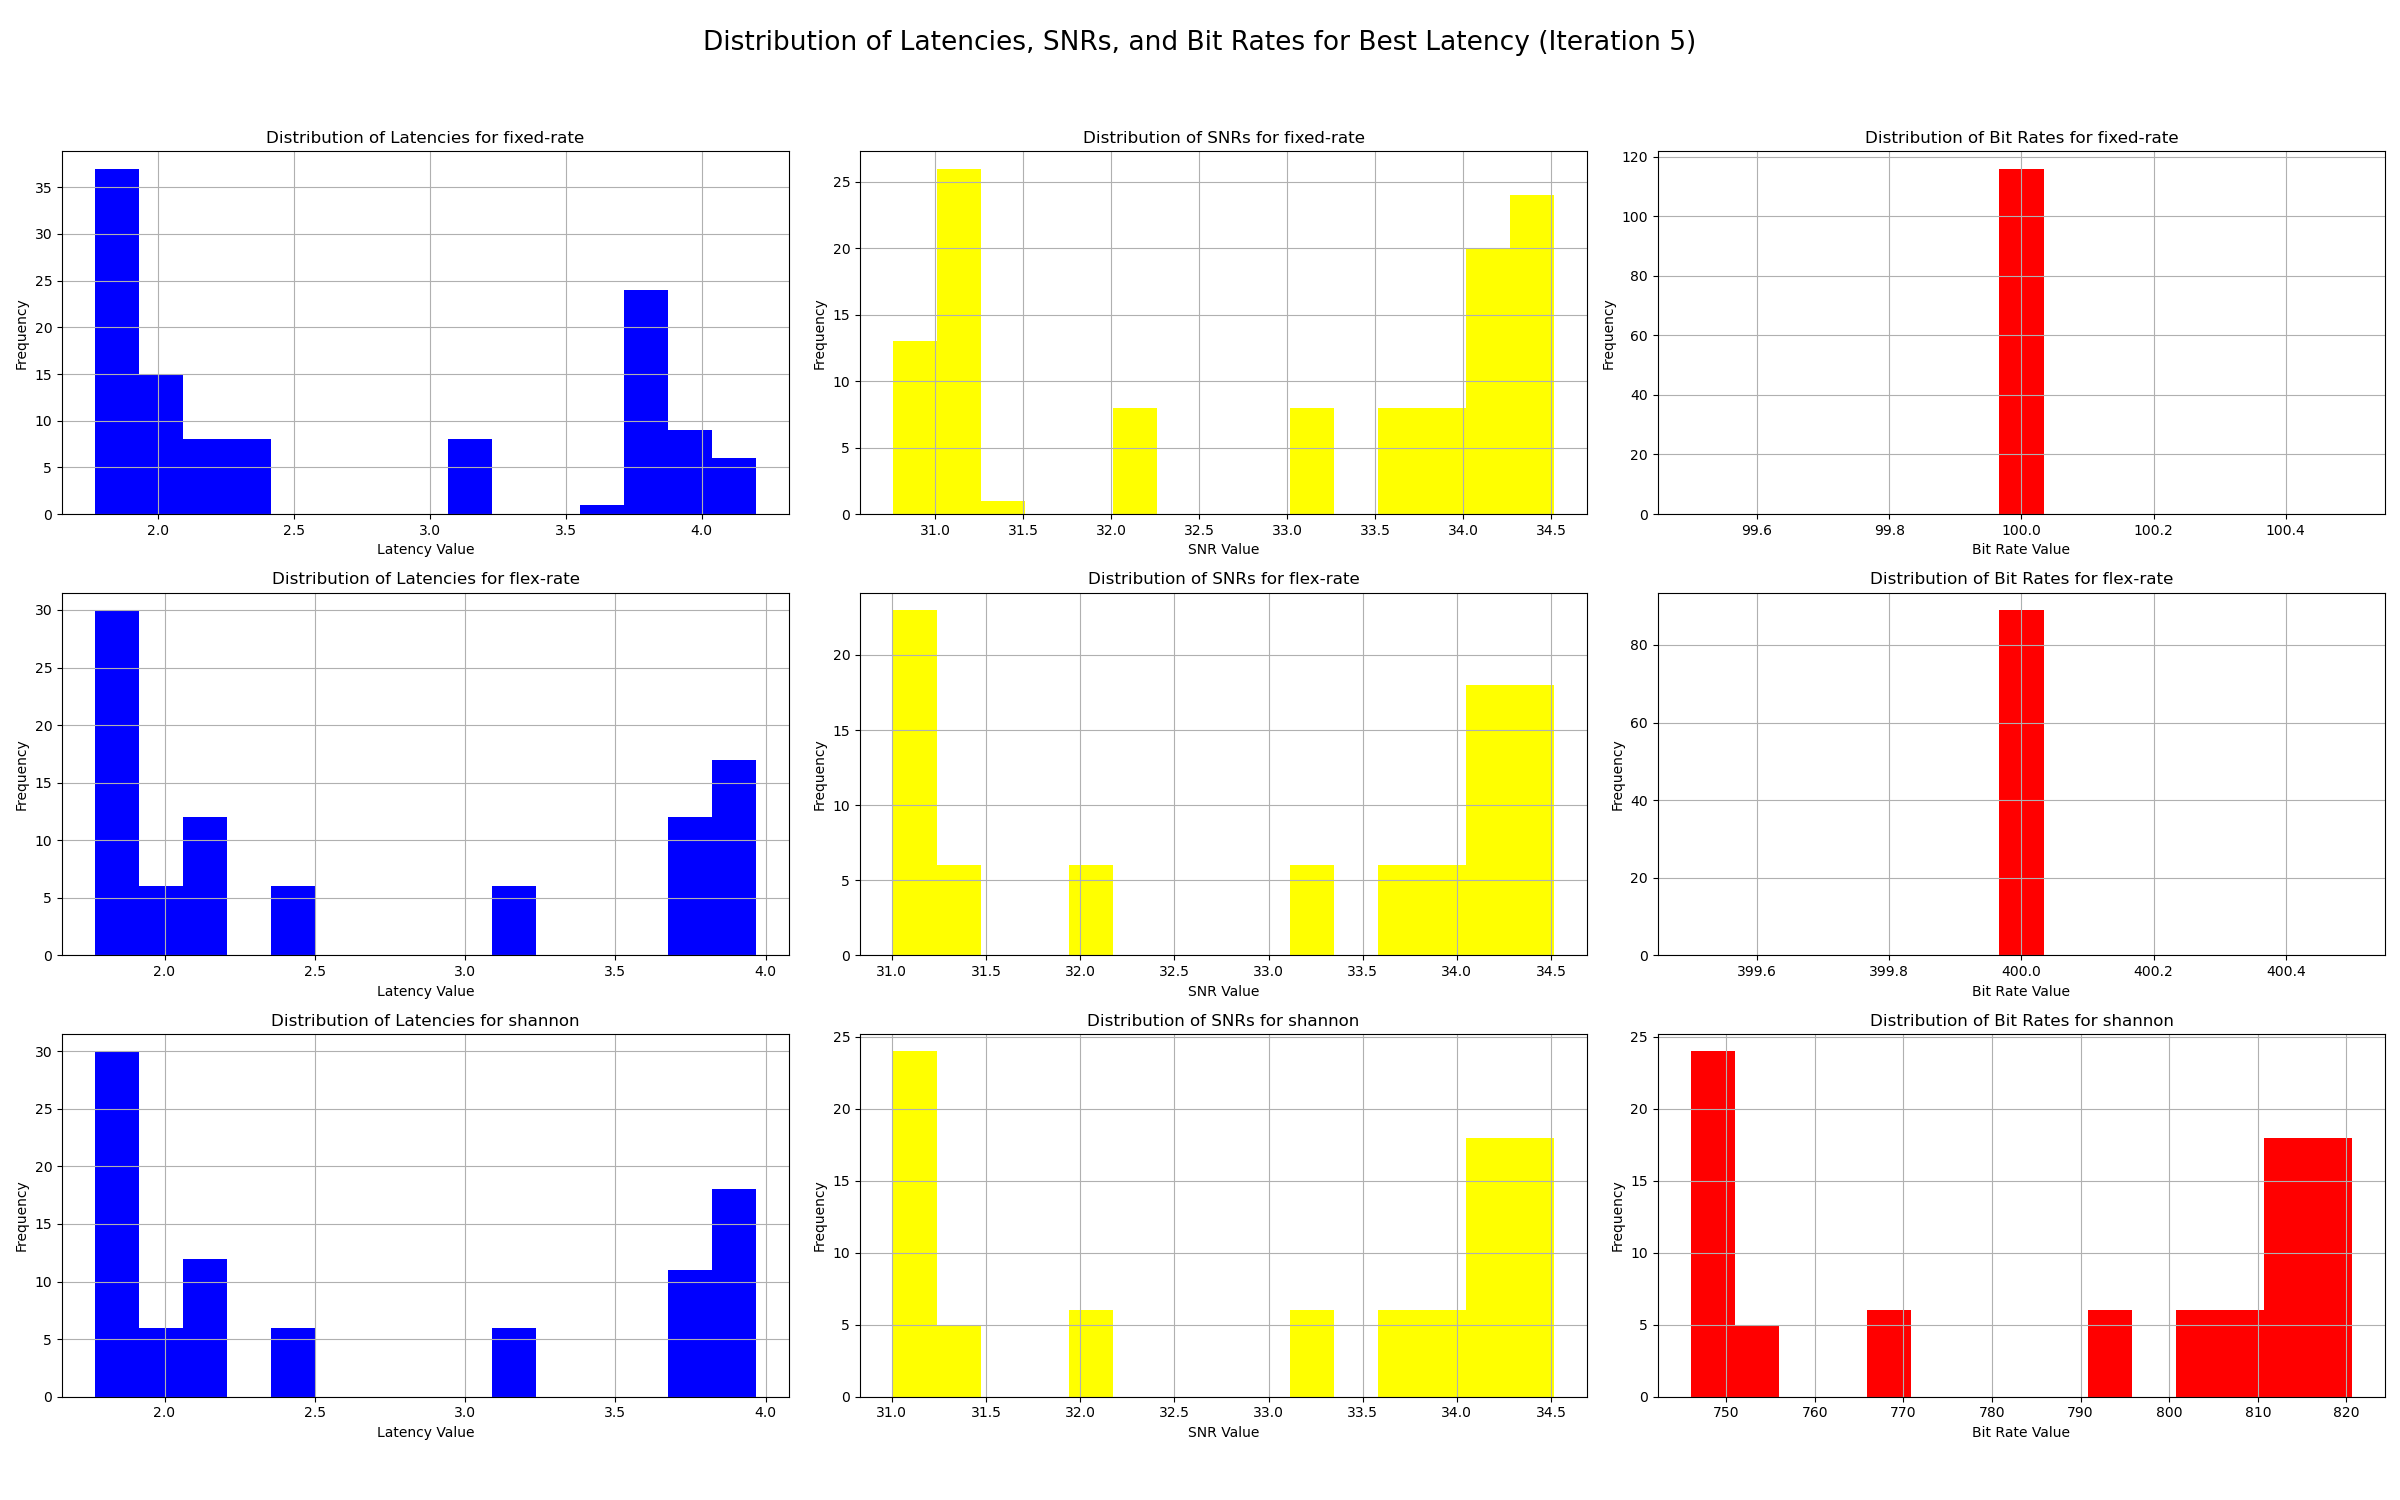 Distribution of Latencies, SNRs, and Bit Rates for Best Latency (Iteration 5)
Distribution of Latencies for fixed-rate
Frequency
35
30
25
20
15
10
5
0
2.0 2.5 3.0 3.5 4.0
Latency Value
Distribution of SNRs for fixed-rate
Frequency
25
20
15
10
5
0
31.0 31.5 32.0 32.5 33.0 33.5 34.0 34.5
SNR Value
Distribution of Bit Rates for fixed-rate
Frequency
120
100
80
60
40
20
0
99.6 99.8 100.0 100.2 100.4
Bit Rate Value
Distribution of Latencies for flex-rate
Frequency
30
25
20
15
10
5
0
2.0 2.5 3.0 3.5 4.0
Latency Value
Distribution of SNRs for flex-rate
Frequency
20
15
10
5
0
31.0 31.5 32.0 32.5 33.0 33.5 34.0 34.5
SNR Value
Distribution of Bit Rates for flex-rate
Frequency
80
60
40
20
0
399.6 399.8 400.0 400.2 400.4
Bit Rate Value
Distribution of Latencies for shannon
Frequency
30
25
20
15
10
5
0
2.0 2.5 3.0 3.5 4.0
Latency Value
Distribution of SNRs for shannon
Frequency
25
20
15
10
5
0
31.0 31.5 32.0 32.5 33.0 33.5 34.0 34.5
SNR Value
Distribution of Bit Rates for shannon
Frequency
25
20
15
10
5
0
750 760 770 780 790 800 810 820
Bit Rate Value